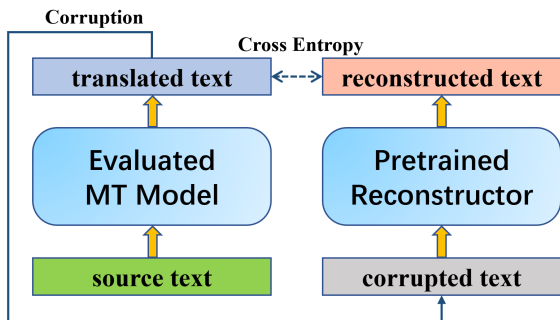 Corruption
Cross Entropy
translated text
reconstructed text
Evaluated
MT Model
Pretrained
Reconstructor
source text
corrupted text